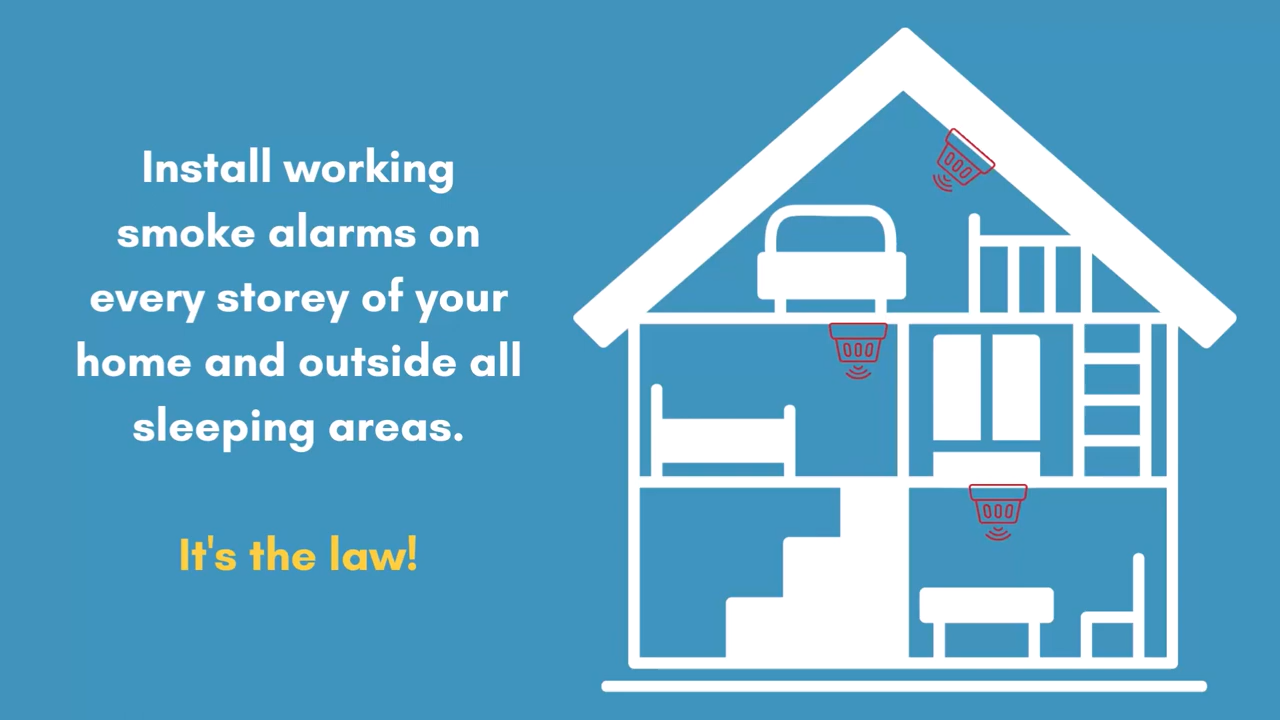 Install working
smoke alarms on
every storey of your
home and outside all
sleeping areas.
It's the law!